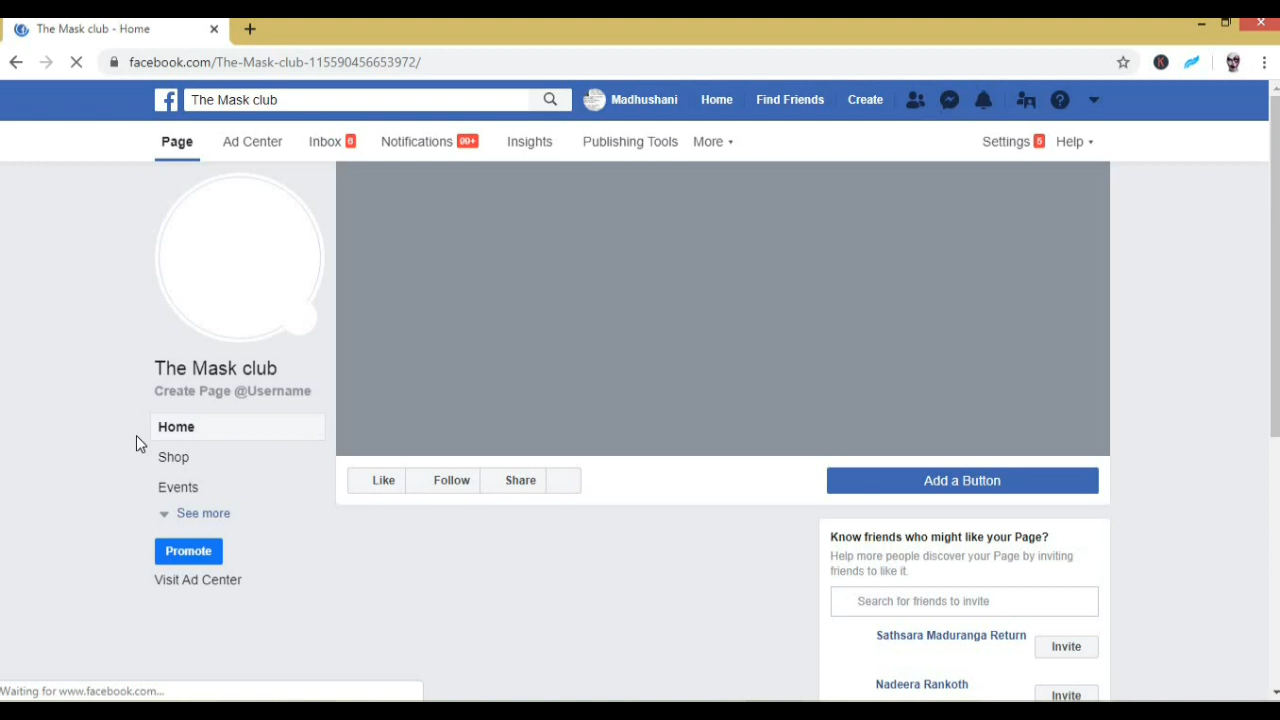 The Mask club - Home
facebook.com/The-Mask-club-115590456653972/
The Mask club
Madhushani Home Find Friends Create
Page Ad Center Inbox 8 Notifications 99+ Insights Publishing Tools More Settings 5 Help
The Mask club
Create Page @Username
Home
Shop
Events
See more
Promote
Visit Ad Center
Like Follow Share Add a Button
Know friends who might like your Page?
Help more people discover your Page by inviting
friends to like it.
Search for friends to invite
Sathsara Maduranga Return
Invite
Nadeera Rankoth
Invite
Waiting for www.facebook.com...